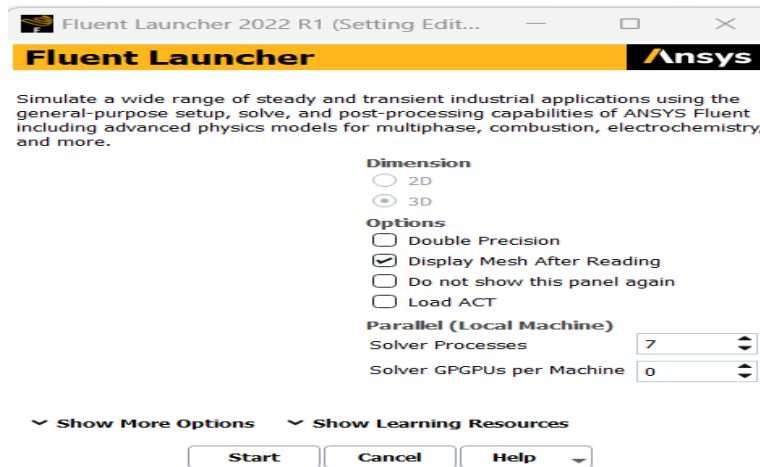 Fluent Launcher 2022 R1 (Setting Edit...
Fluent Launcher
Ansys
Simulate a wide range of steady and transient industrial applications using the
general-purpose setup, solve, and post-processing capabilities of ANSYS Fluent
including advanced physics models for multiphase, combustion, electrochemistry,
and more.
Dimension
2D
3D
Options
Double Precision
Display Mesh After Reading
Do not show this panel again
Load ACT
Parallel (Local Machine)
Solver Processes 7
Solver GPGPUs per Machine 0
Show More Options Show Learning Resources
Start Cancel Help